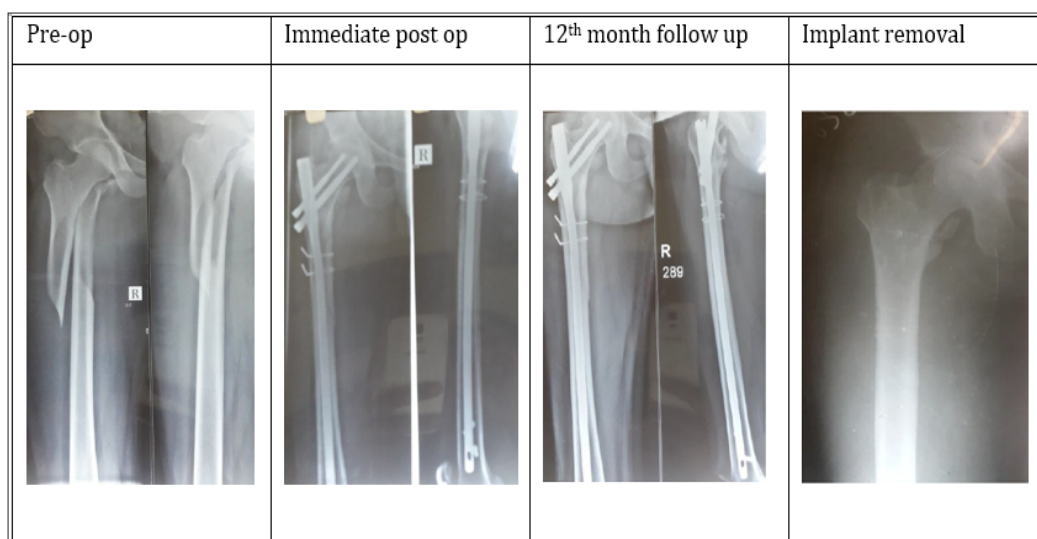 Pre-op
Immediate post op
12th month follow up
Implant removal
R
R
R
289